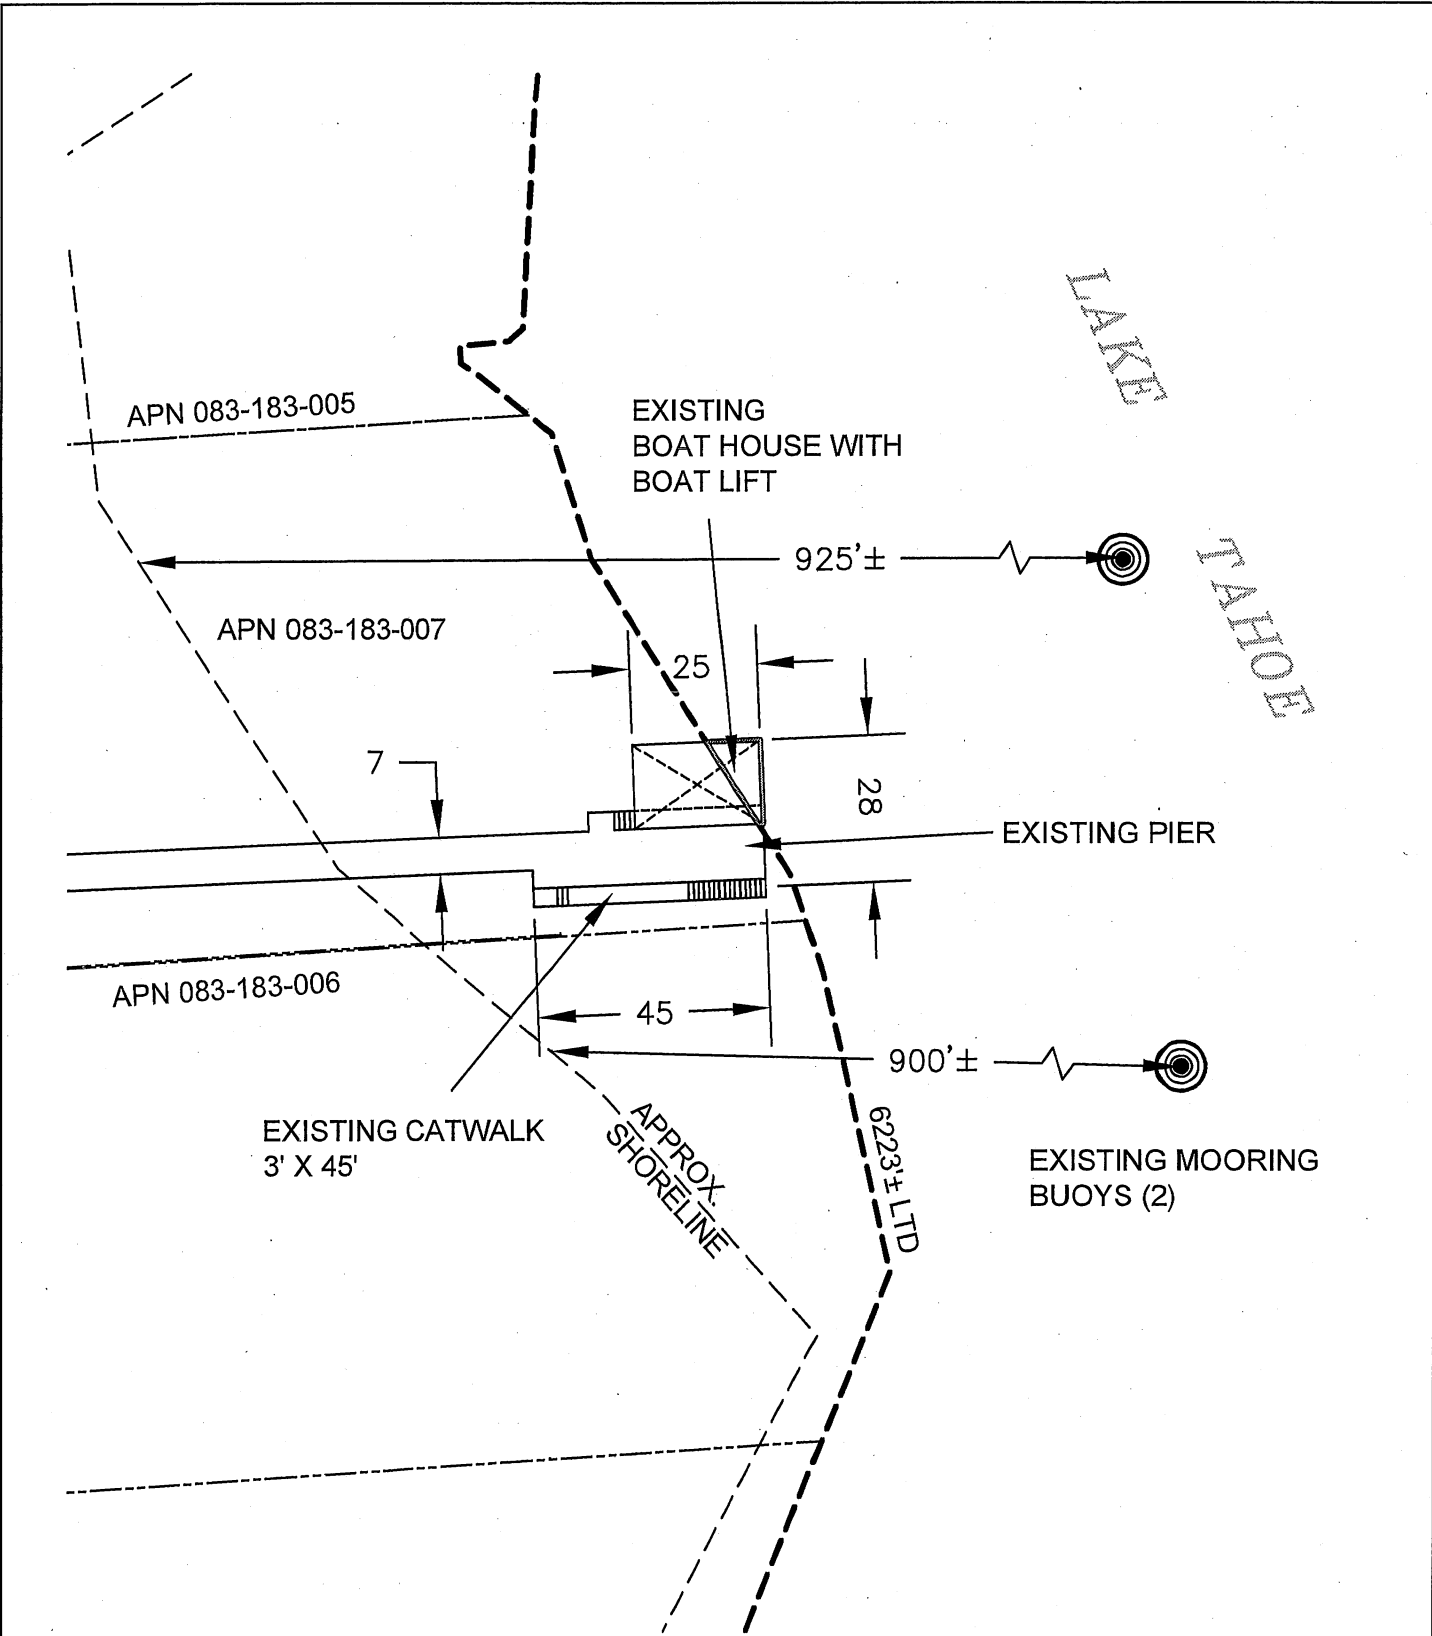 LAKE
TAHOE
APN 083-183-005
EXISTING
BOAT HOUSE WITH
BOAT LIFT
925'±
APN 083-183-007
25
7
28
EXISTING PIER
APN 083-183-006
45
900'±
EXISTING CATWALK
3' X 45'
APPROX.
SHORELINE
6223'± LTD
EXISTING MOORING
BUOYS (2)